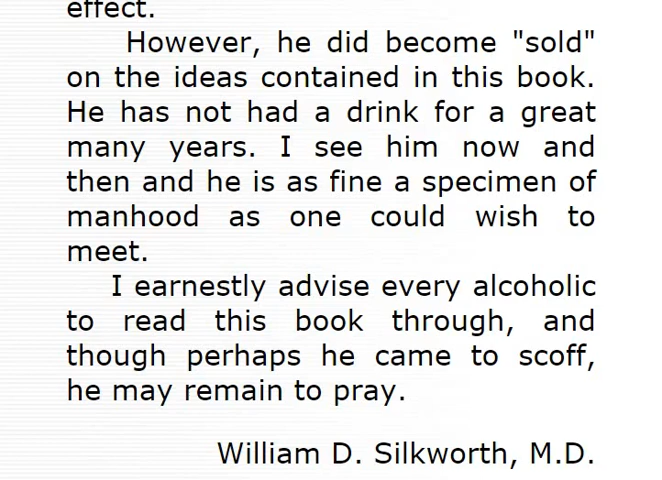 effect.
However, he did become "sold"
on the ideas contained in this book.
He has not had a drink for a great
many years. I see him now and
then and he is as fine a specimen of
manhood as one could wish to
meet.
I earnestly advise every alcoholic
to read this book through, and
though perhaps he came to scoff,
he may remain to pray.
William D. Silkworth, M.D.